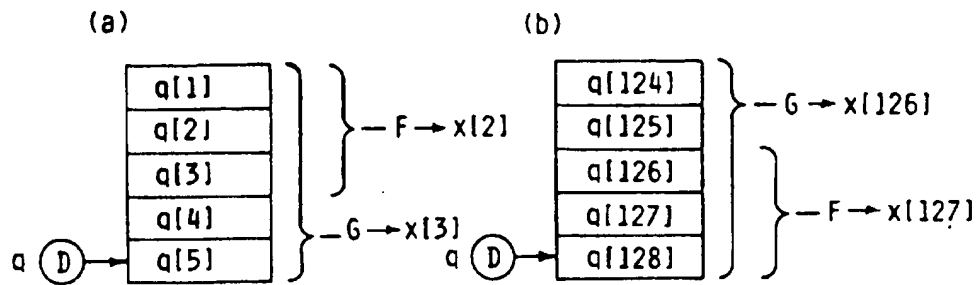 (a)
q[1]
q[2]
q[3]
q[4]
q[5]
F → x[2]
G → x[3]
q D
(b)
q[124]
q[125]
q[126]
q[127]
q[128]
G → x[126]
F → x[127]
q D